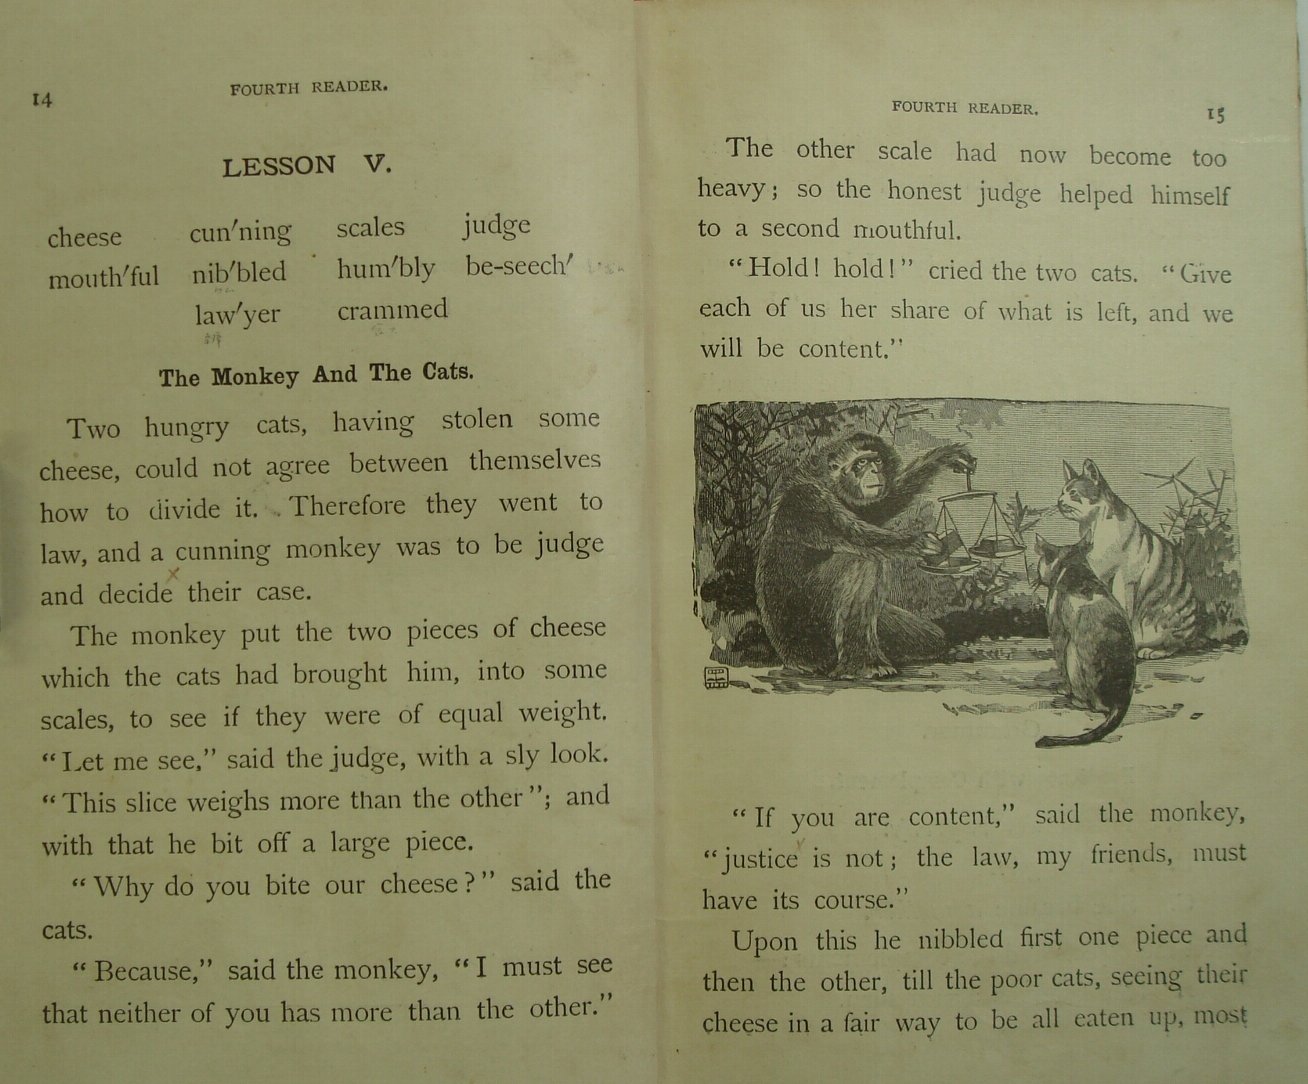 14
FOURTH READER.
LESSON V.
cheese cun'ning scales judge
mouth'ful nib'bled hum'bly be-seech'
law'yer crammed
The Monkey And The Cats.
Two hungry cats, having stolen some
cheese, could not agree between themselves
how to divide it. Therefore they went to
law, and a cunning monkey was to be judge
and decide their case.
The monkey put the two pieces of cheese
which the cats had brought him, into some
scales, to see if they were of equal weight.
“Let me see,” said the judge, with a sly look.
“This slice weighs more than the other”; and
with that he bit off a large piece.
“Why do you bite our cheese?” said the
cats.
“Because,” said the monkey, “I must see
that neither of you has more than the other.”
FOURTH READER.
15
The other scale had now become too
heavy; so the honest judge helped himself
to a second mouthful.
“Hold! hold!” cried the two cats. “Give
each of us her share of what is left, and we
will be content.”
“If you are content,” said the monkey,
“justice is not; the law, my friends, must
have its course.”
Upon this he nibbled first one piece and
then the other, till the poor cats, seeing their
cheese in a fair way to be all eaten up, most